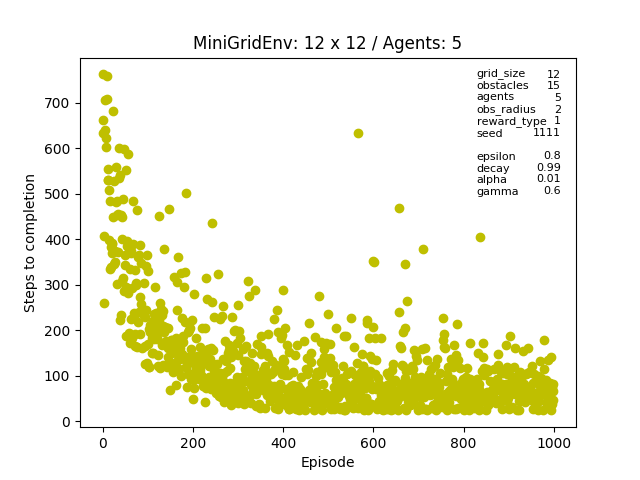 MiniGridEnv: 12 x 12 / Agents: 5
grid_size 12
obstacles 15
agents 5
obs_radius 2
reward_type 1
seed 1111
epsilon 0.8
decay 0.99
alpha 0.01
gamma 0.6
700
600
500
400
300
200
100
0
Steps to completion
0 200 400 600 800 1000
Episode